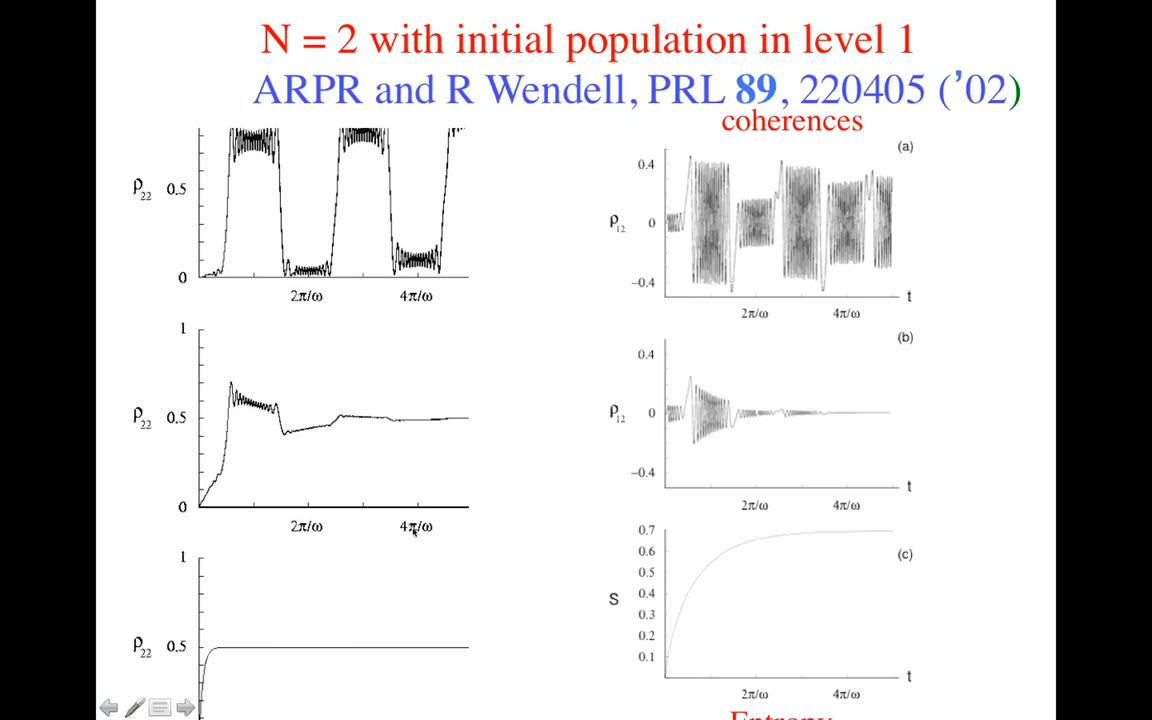 N = 2 with initial population in level 1
ARPR and R Wendell, PRL 89, 220405 (’02)
coherences
ρ22
0.5
0
2π/ω
4π/ω
1
ρ22
0.5
0
2π/ω
4π/ω
1
ρ22
0.5
(a)
0.4
ρ12
0
−0.4
t
2π/ω
4π/ω
(b)
0.4
ρ12
0
−0.4
t
2π/ω
4π/ω
(c)
0.7
0.6
0.5
S
0.4
0.3
0.2
0.1
t
2π/ω
4π/ω
Entropy